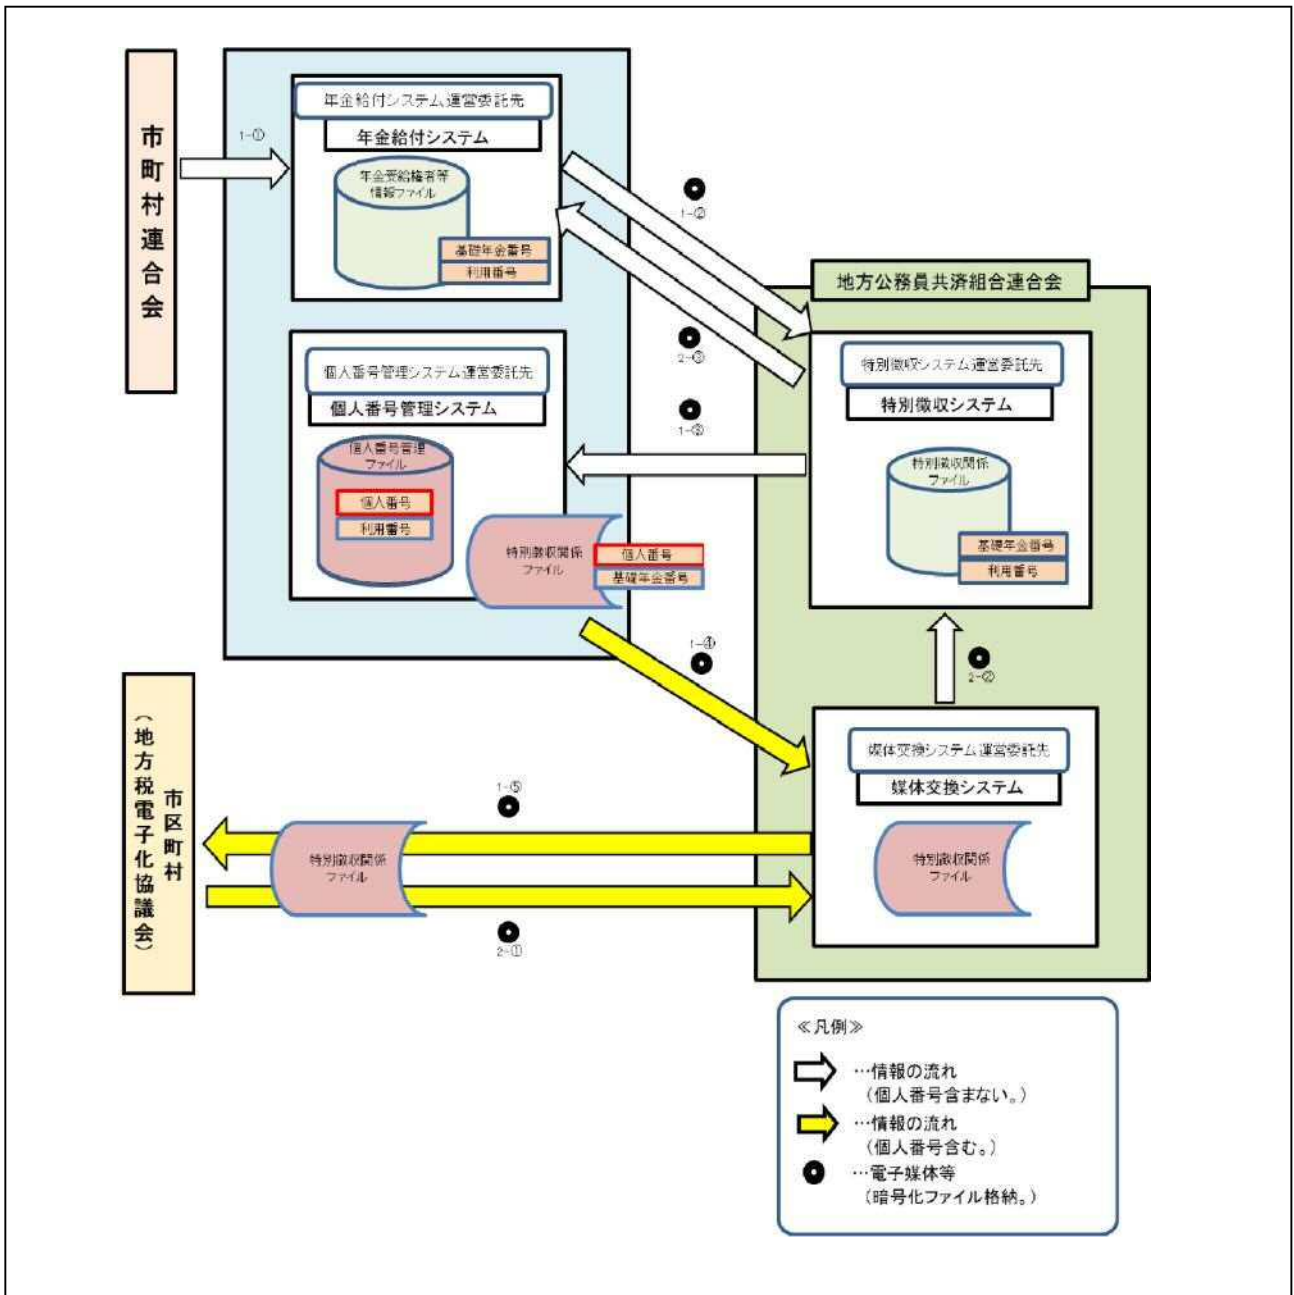 市町村連合会
1-①
年金給付システム運営委託先
年金給付システム
年金受給権者等
情報ファイル
基礎年金番号
利用番号
1-②
2-③
1-③
個人番号管理システム運営委託先
個人番号管理システム
個人番号管理
ファイル
個人番号
利用番号
特別徴収関係
ファイル
個人番号
基礎年金番号
地方公務員共済組合連合会
特別徴収システム運営委託先
特別徴収システム
特別徴収関係
ファイル
基礎年金番号
利用番号
1-④
2-②
媒体交換システム運営委託先
媒体交換システム
特別徴収関係
ファイル
市区町村
（地方税電子化協議会）
1-⑤
特別徴収関係
ファイル
2-①
≪凡例≫
…情報の流れ
（個人番号含まない。）
…情報の流れ
（個人番号含む。）
…電子媒体等
（暗号化ファイル格納。）